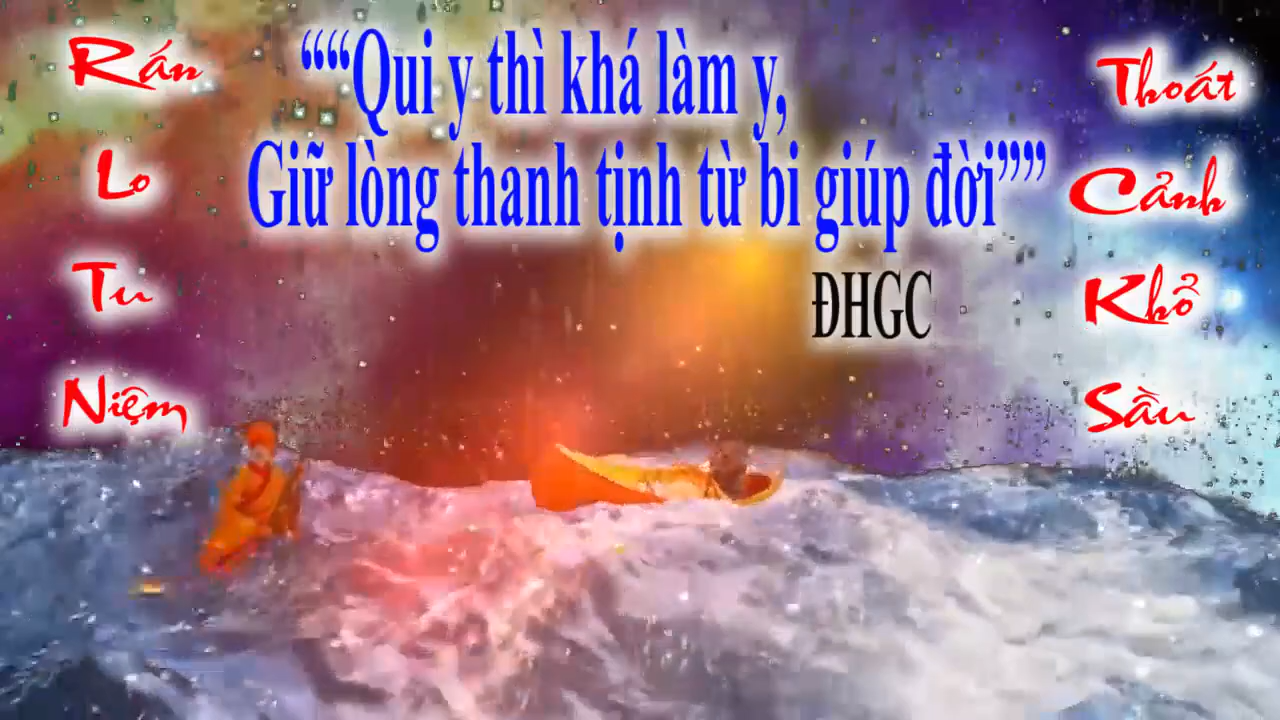 Rán
Lo
Tu
Niệm
““Qui y thì khá làm y,
Giữ lòng thanh tịnh từ bi giúp đời””
ĐHGC
Thoát
Cảnh
Khổ
Sầu